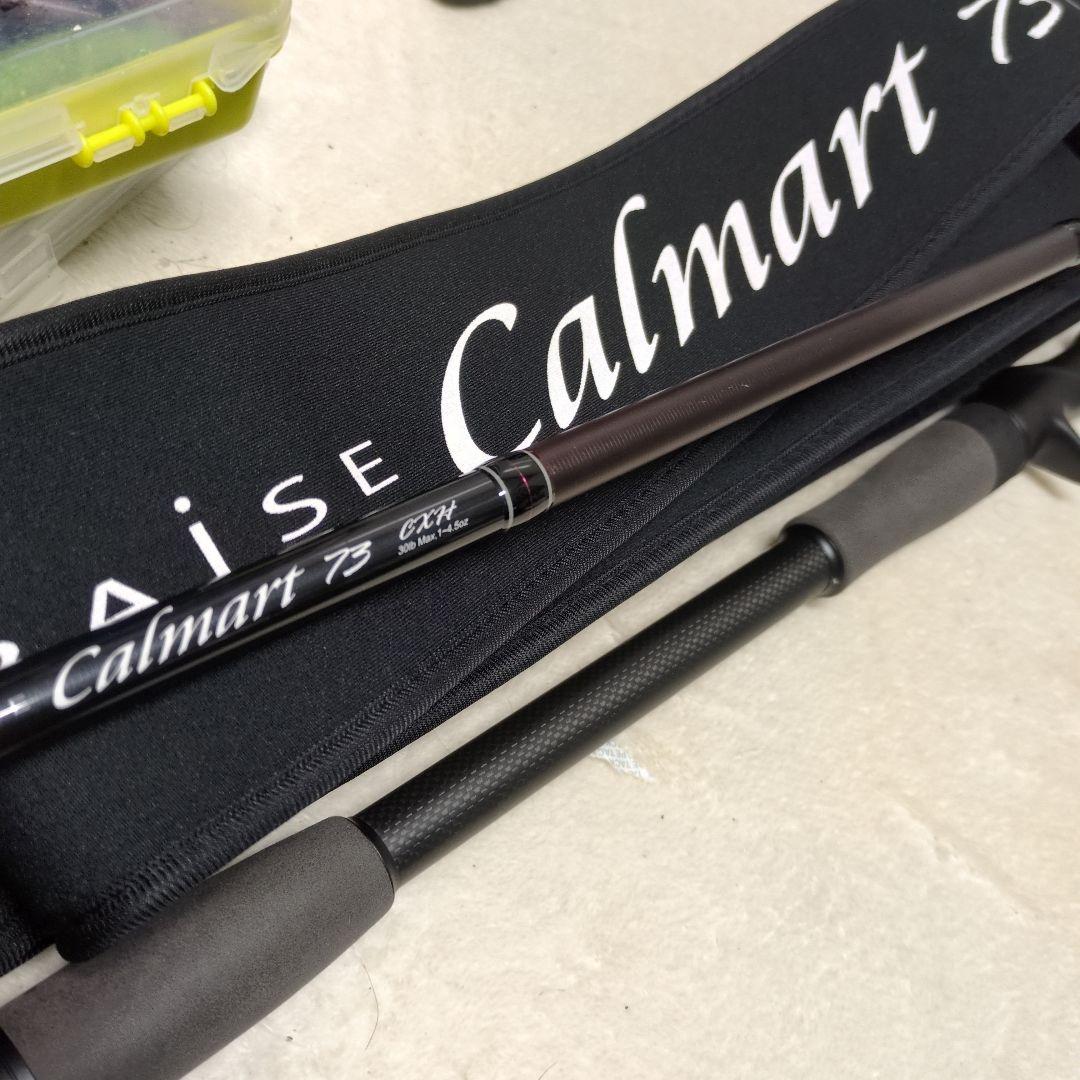 Calmart 73
AiSE
Calmart 73
CXH
30lb Max,1~4.5oz